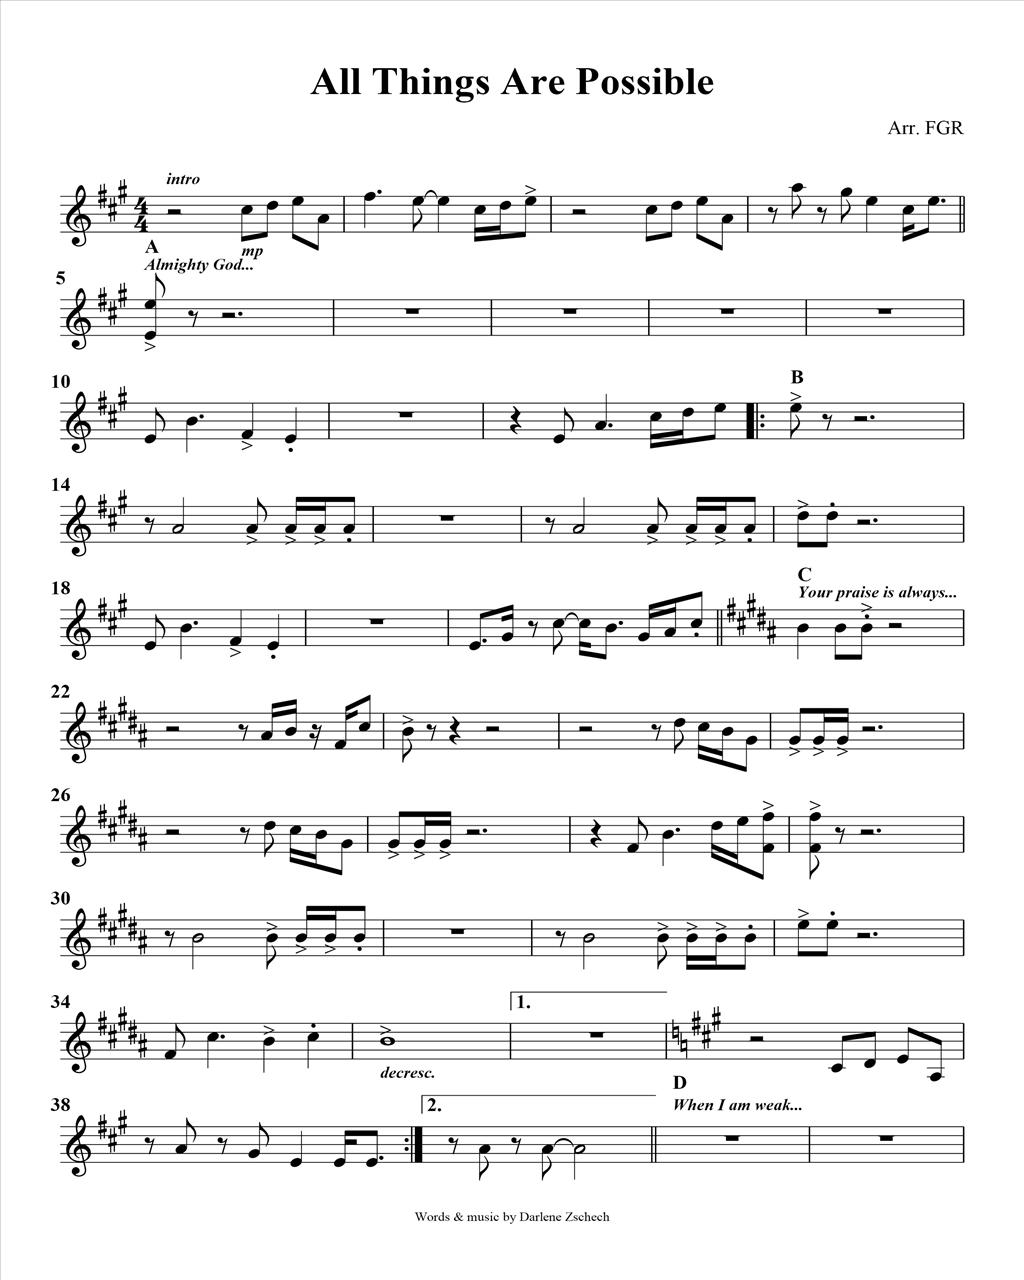 All Things Are Possible
Arr. FGR
intro
4
4
mp
A
Almighty God...
5
10
B
14
18
C
Your praise is always...
22
26
30
34
decresc.
1.
38
2.
D
When I am weak...
Words & music by Darlene Zschech